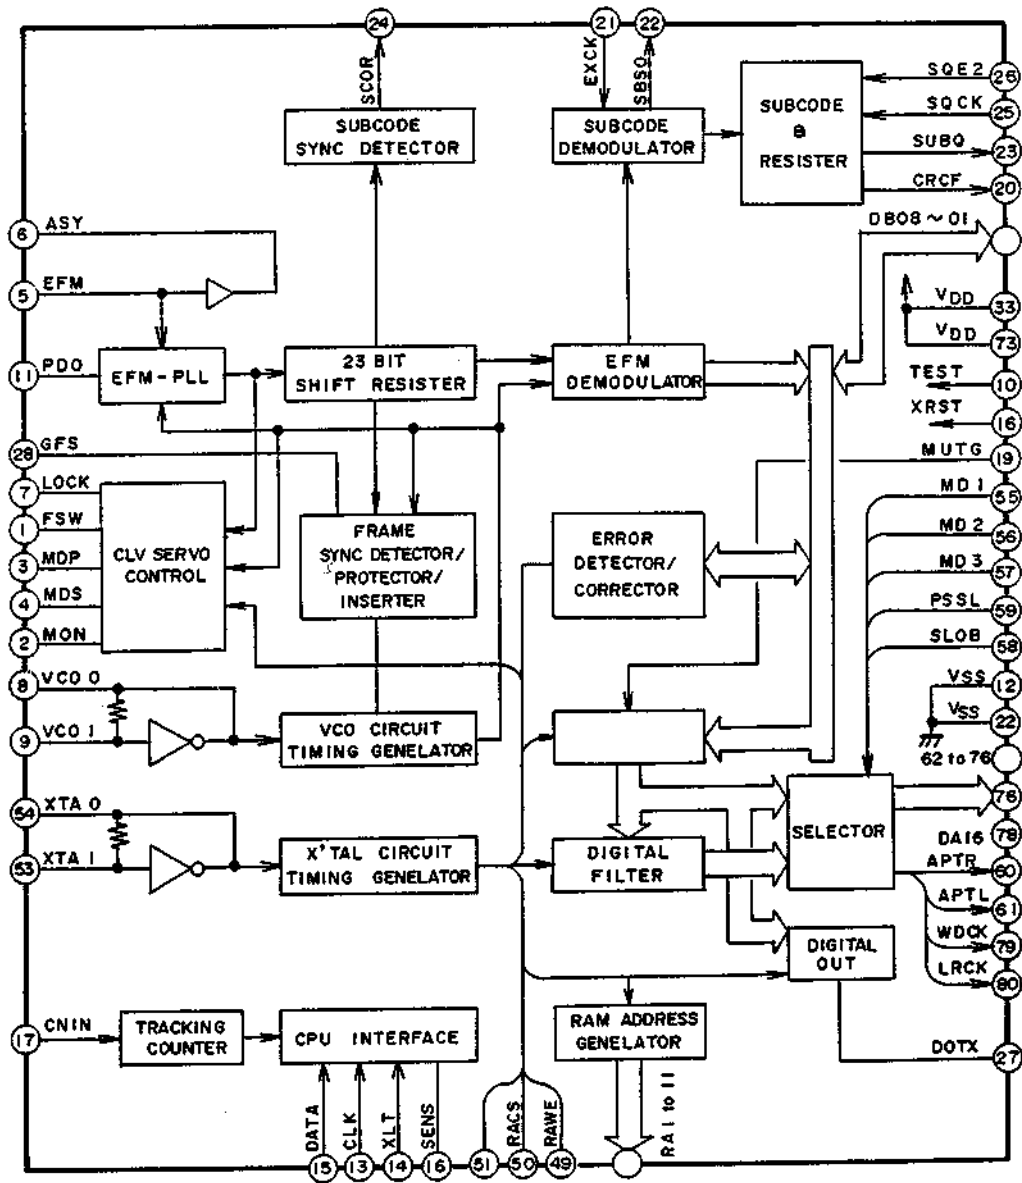 24
21
22
SCOR
EXCK
SBSO
SUBCODE
SYNC DETECTOR
SUBCODE
DEMODULATOR
SUBCODE
Q
RESISTER
SQE2
26
SQCK
25
SUBQ
23
CRCF
20
6
ASY
5
EFM
DB08~01
VDD
33
VDD
73
11
PDO
EFM-PLL
23 BIT
SHIFT RESISTER
EFM
DEMODULATOR
TEST
10
XRST
16
28
GFS
MUTG
19
7
LOCK
1
FSW
3
MDP
4
MDS
2
MON
CLV SERVO
CONTROL
FRAME
SYNC DETECTOR/
PROTECTOR/
INSERTER
ERROR
DETECTOR/
CORRECTOR
MD1
55
MD2
56
MD3
57
PSSL
59
SLOB
58
VSS
12
VSS
22
62 to 76
8
VCO 0
9
VCO 1
VCO CIRCUIT
TIMING GENELATOR
54
XTA 0
53
XTA 1
X'TAL CIRCUIT
TIMING GENELATOR
DIGITAL
FILTER
SELECTOR
76
DA16
78
APTR
60
APTL
61
WDCK
79
LRCK
80
DIGITAL
OUT
17
CNIN
TRACKING
COUNTER
CPU INTERFACE
RAM ADDRESS
GENELATOR
DOTX
27
DATA
CLK
XLT
SENS
RACS
RAWE
RA1 to 11
15
13
14
16
51
50
49